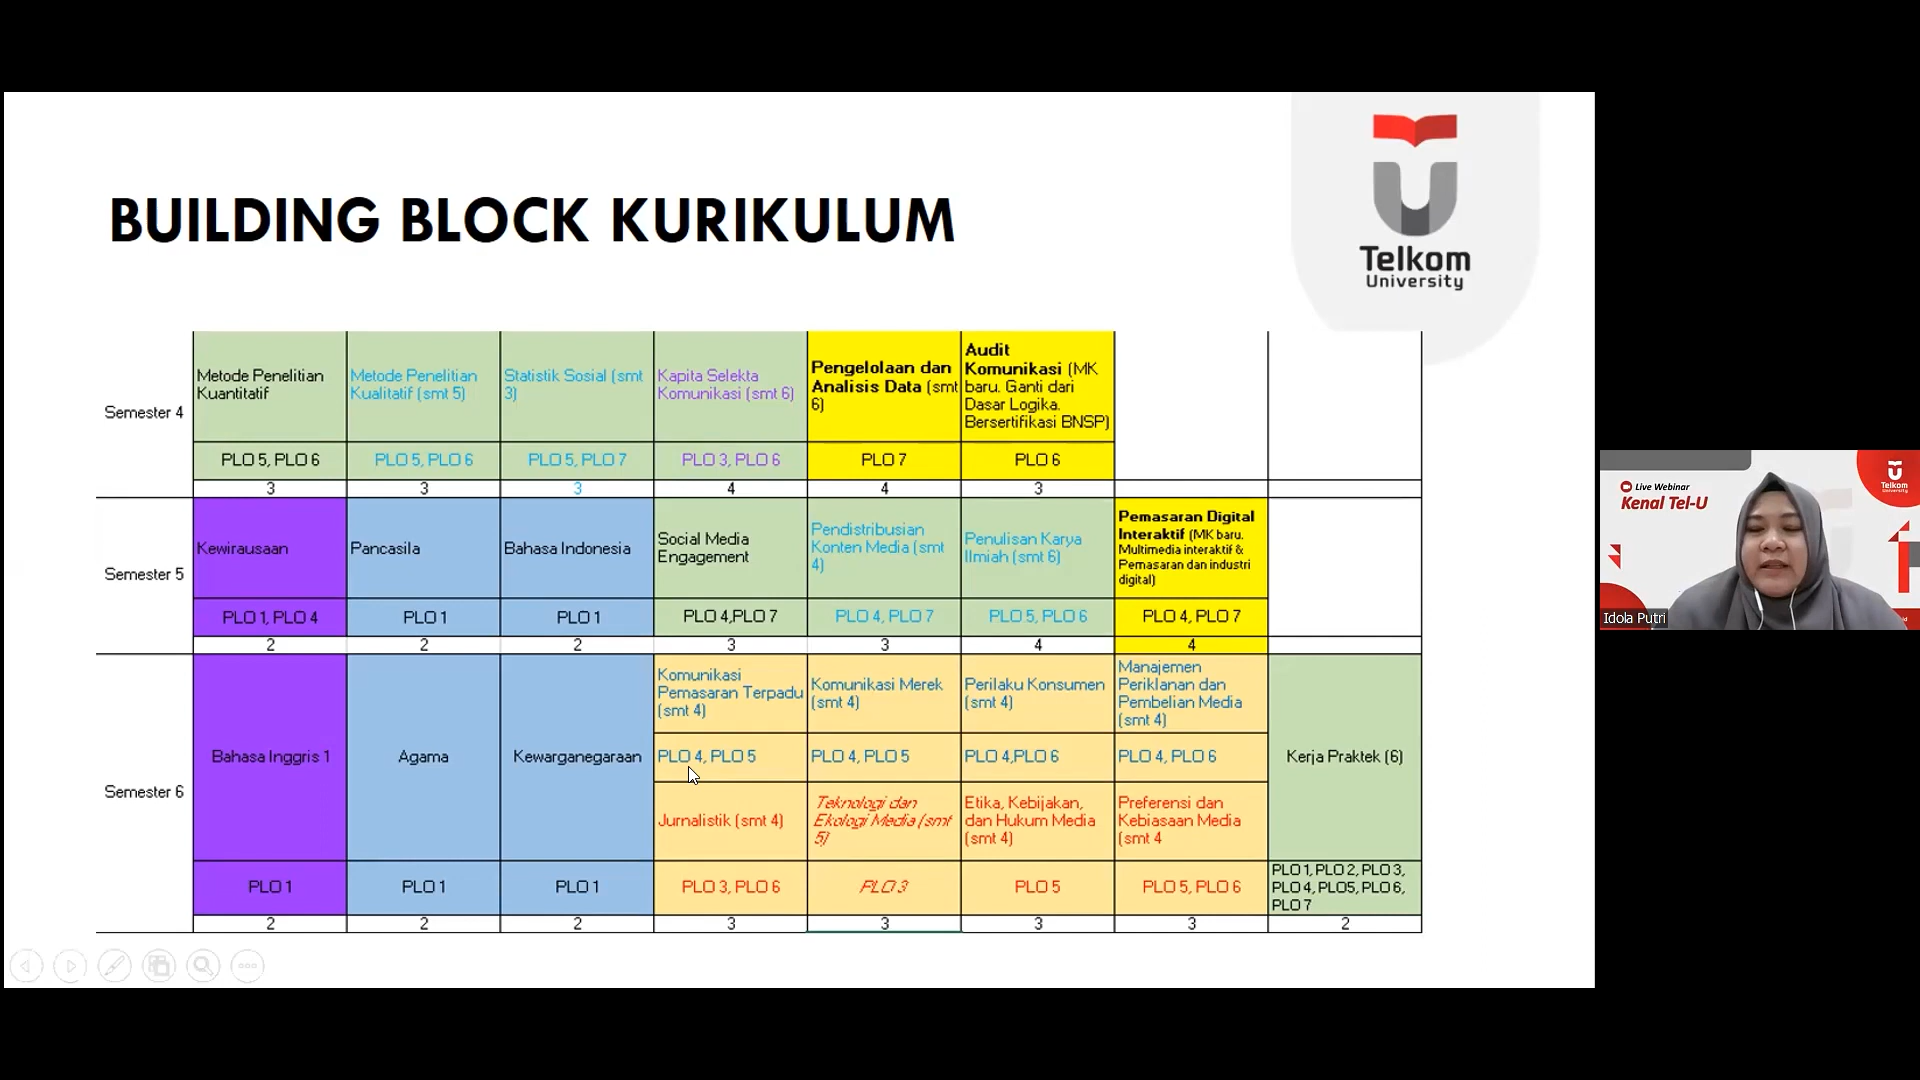 BUILDING BLOCK KURIKULUM
Telkom
University
Semester 4
Metode Penelitian
Kuantitatif
Metode Penelitian
Kualitatif (smt 5)
Statistik Sosial (smt
3)
Kapita Selekta
Komunikasi (smt 6)
Pengelolaan dan
Analisis Data (smt
6)
Audit
Komunikasi (MK
baru. Ganti dari
Dasar Logika.
Bersertifikasi BNSP)
PLO 5, PLO 6
PLO 5, PLO 6
PLO 5, PLO 7
PLO 3, PLO 6
PLO 7
PLO 6
3
3
3
4
4
3
Semester 5
Kewirausaan
Pancasila
Bahasa Indonesia
Social Media
Engagement
Pendistribusian
Konten Media (smt
4)
Penulisan Karya
Ilmiah (smt 6)
Pemasaran Digital
Interaktif (MK baru.
Multimedia interaktif &
Pemasaran dan industri
digital)
PLO 1, PLO 4
PLO 1
PLO 1
PLO 4,PLO 7
PLO 4, PLO 7
PLO 5, PLO 6
PLO 4, PLO 7
2
2
2
3
3
4
4
Semester 6
Bahasa Inggris 1
Agama
Kewarganegaraan
Komunikasi
Pemasaran Terpadu
(smt 4)
Komunikasi Merek
(smt 4)
Perilaku Konsumen
(smt 4)
Manajemen
Periklanan dan
Pembelian Media
(smt 4)
Kerja Praktek (6)
PLO 4, PLO 5
PLO 4, PLO 5
PLO 4,PLO 6
PLO 4, PLO 6
Jurnalistik (smt 4)
Teknologi dan
Ekologi Media (smt
5)
Etika, Kebijakan,
dan Hukum Media
(smt 4)
Preferensi dan
Kebiasaan Media
(smt 4
PLO 1
PLO 1
PLO 1
PLO 3, PLO 6
PLO 3
PLO 5
PLO 5, PLO 6
PLO 1, PLO 2, PLO 3,
PLO 4, PLO5, PLO 6,
PLO 7
2
2
2
3
3
3
3
2
Live Webinar
Kenal Tel-U
Telkom
Idola Putri